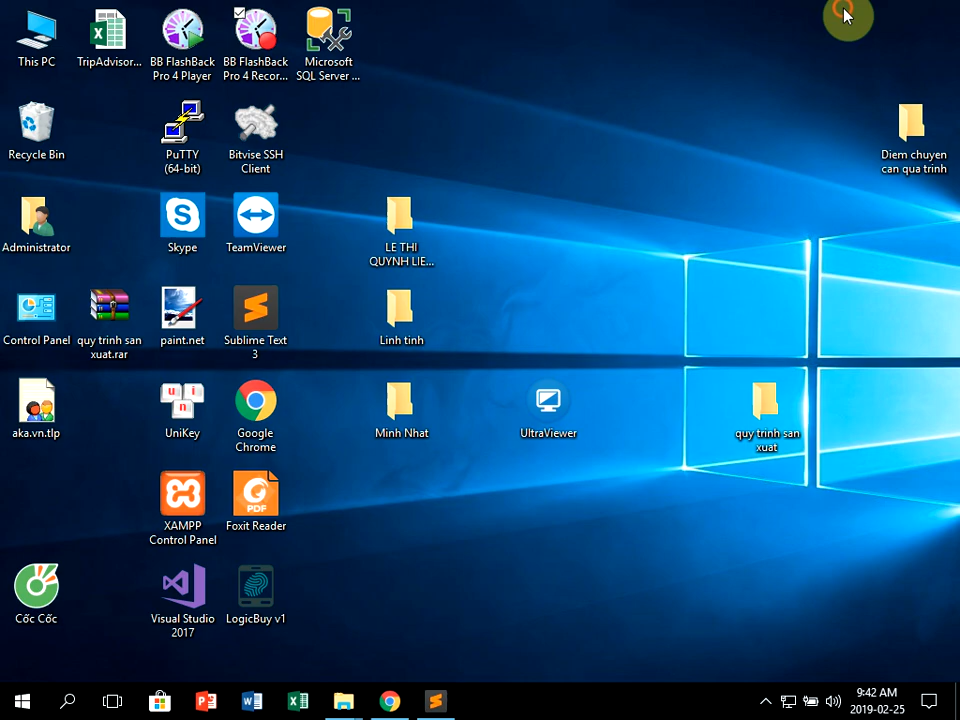 This PC
TripAdvisor...
BB FlashBack
Pro 4 Player
BB FlashBack
Pro 4 Recor...
Microsoft
SQL Server ...
Recycle Bin
PuTTY
(64-bit)
Bitvise SSH
Client
Diem chuyen
can qua trinh
Administrator
Skype
TeamViewer
LE THI
QUYNH LIE...
Control Panel
quy trinh san
xuat.rar
paint.net
Sublime Text
3
Linh tinh
aka.vn.tlp
u n i
UniKey
Google
Chrome
Minh Nhat
UltraViewer
quy trinh san
xuat
XAMPP
Control Panel
PDF
Foxit Reader
Cốc Cốc
Visual Studio
2017
LogicBuy v1
9:42 AM
2019-02-25